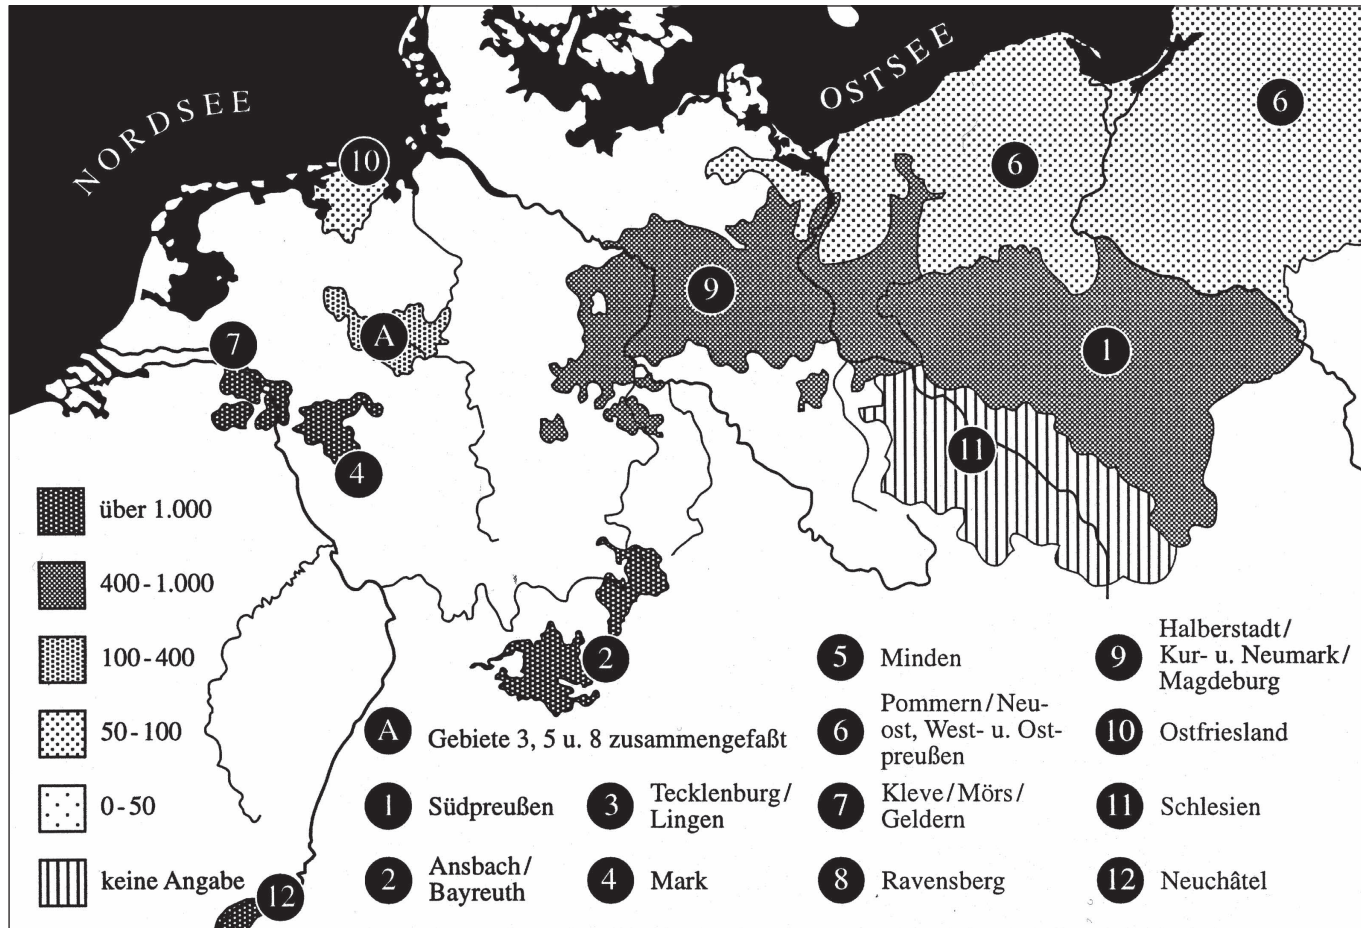 NORDSEE
OSTSEE
10
6
6
9
7
A
1
4
11
2
12
über 1.000
400-1.000
100-400
50-100
0-50
keine Angabe
A Gebiete 3, 5 u. 8 zusammengefaßt
1 Südpreußen
2 Ansbach/
Bayreuth
3 Tecklenburg/
Lingen
4 Mark
5 Minden
6 Pommern/Neu-
ost, West- u. Ost-
preußen
7 Kleve/Mörs/
Geldern
8 Ravensberg
9 Halberstadt/
Kur- u. Neumark/
Magdeburg
10 Ostfriesland
11 Schlesien
12 Neuchâtel